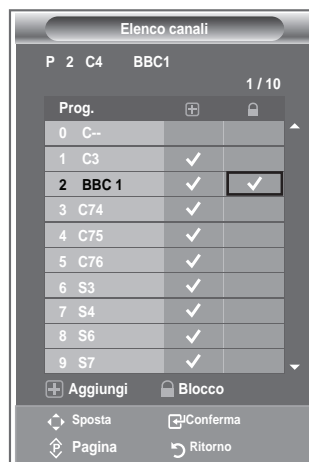 Elenco canali
P 2 C4 BBC1
1 / 10
Prog.
0 C--
1 C3
2 BBC 1
3 C74
4 C75
5 C76
6 S3
7 S4
8 S6
9 S7
Aggiungi Blocco
Sposta Conferma
P Pagina Ritorno